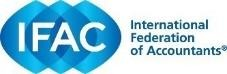 IFAC
International
Federation
of Accountants®